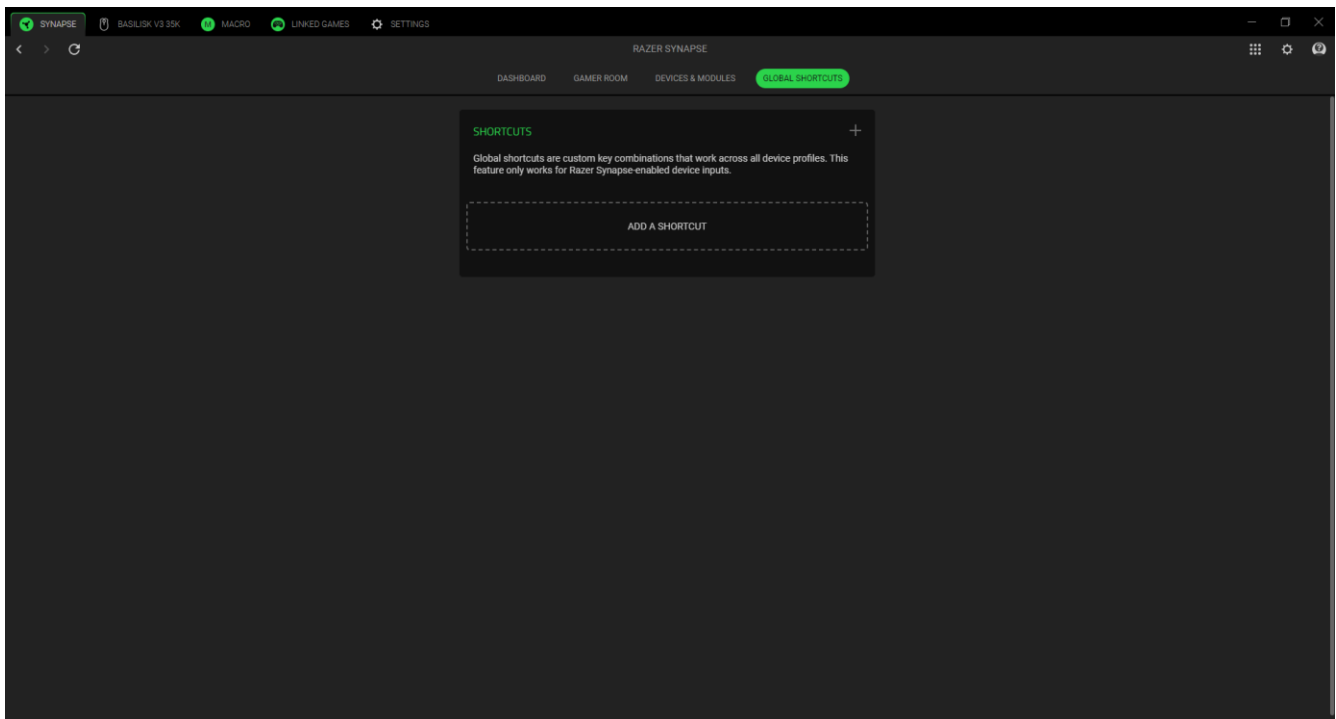 SYNAPSE BASILISK V3 35K MACRO LINKED GAMES SETTINGS
RAZER SYNAPSE
DASHBOARD GAMER ROOM DEVICES & MODULES GLOBAL SHORTCUTS
SHORTCUTS
Global shortcuts are custom key combinations that work across all device profiles. This
feature only works for Razer Synapse-enabled device inputs.
ADD A SHORTCUT